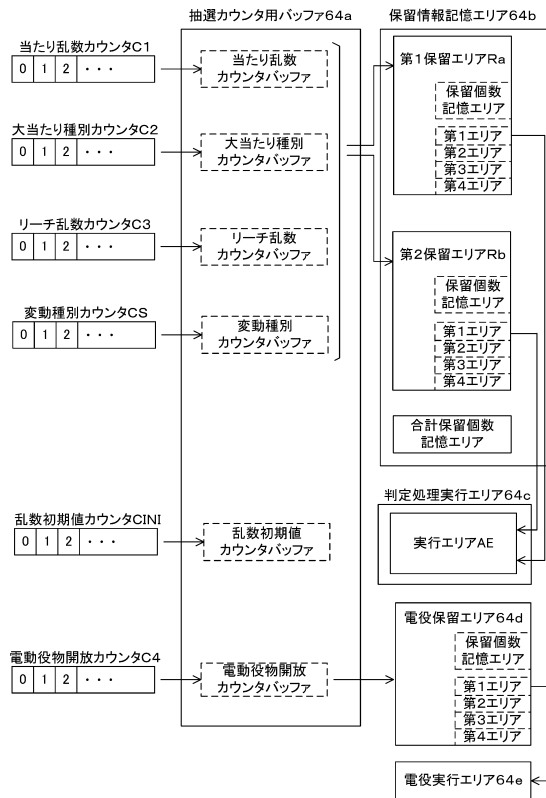 抽選カウンタ用バッファ64a
保留情報記憶エリア64b
当たり乱数カウンタC1
0 1 2 ・・・
当たり乱数
カウンタバッファ
大当たり種別カウンタC2
0 1 2 ・・・
大当たり種別
カウンタバッファ
リーチ乱数カウンタC3
0 1 2 ・・・
リーチ乱数
カウンタバッファ
変動種別カウンタCS
0 1 2 ・・・
変動種別
カウンタバッファ
乱数初期値カウンタCINI
0 1 2 ・・・
乱数初期値
カウンタバッファ
電動役物開放カウンタC4
0 1 2 ・・・
電動役物開放
カウンタバッファ
第1保留エリアRa
保留個数
記憶エリア
第1エリア
第2エリア
第3エリア
第4エリア
第2保留エリアRb
保留個数
記憶エリア
第1エリア
第2エリア
第3エリア
第4エリア
合計保留個数
記憶エリア
判定処理実行エリア64c
実行エリアAE
電役保留エリア64d
保留個数
記憶エリア
第1エリア
第2エリア
第3エリア
第4エリア
電役実行エリア64e